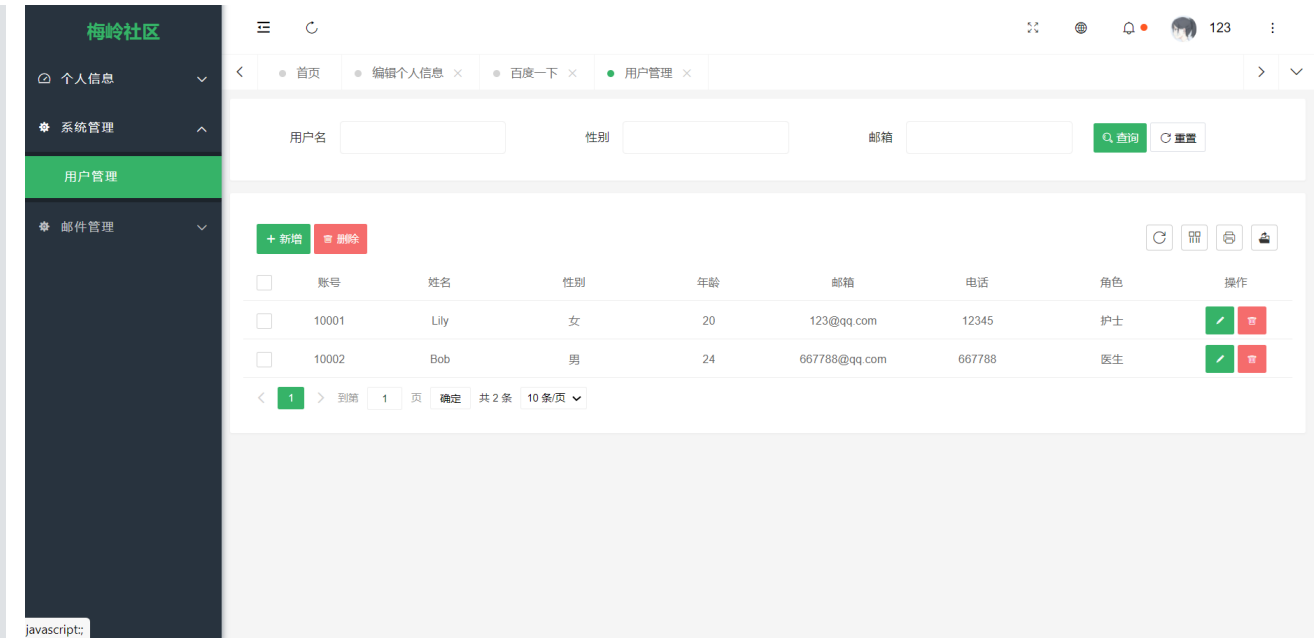 梅岭社区
123
个人信息
首页 编辑个人信息 百度一下 用户管理
系统管理
用户名 性别 邮箱 查询 重置
用户管理
邮件管理
新增 删除
账号 姓名 性别 年龄 邮箱 电话 角色 操作
10001 Lily 女 20 123@qq.com 12345 护士
10002 Bob 男 24 667788@qq.com 667788 医生
1 到第 1 页 确定 共 2 条 10 条/页
javascript:;